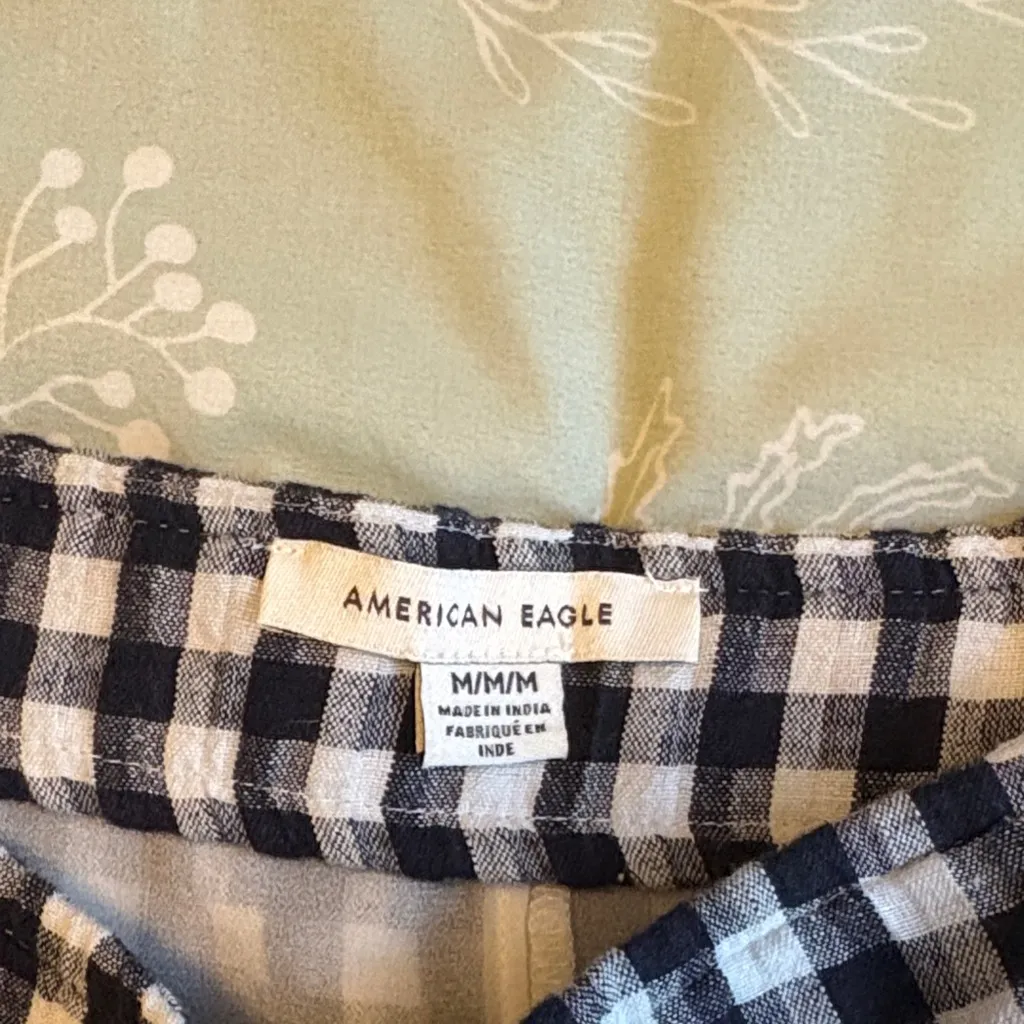 AMERICAN EAGLE
M/M/M
MADE IN INDIA
FABRIQUÉ EN
INDE